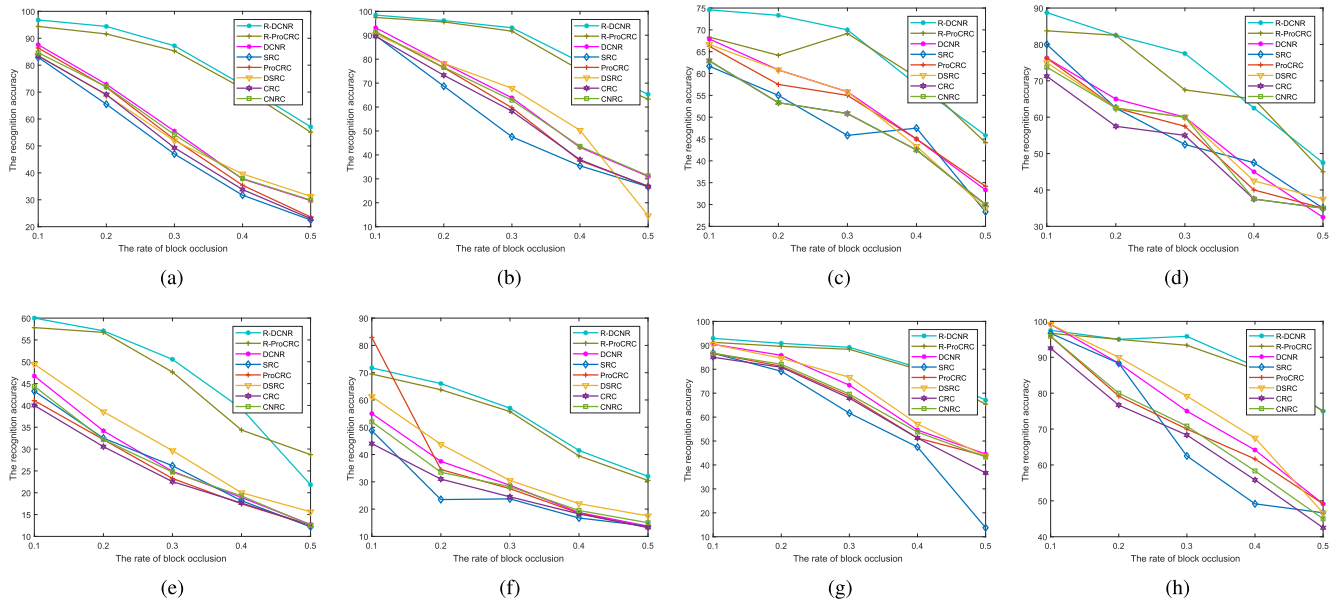 The recognition accuracy
100
90
80
70
60
50
40
30
20
0.1 0.2 0.3 0.4 0.5
The rate of block occlusion
R-DCNR
R-ProCRC
DCNR
SRC
ProCRC
DSRC
CRC
CNRC
(a)
The recognition accuracy
100
90
80
70
60
50
40
30
20
10
0.1 0.2 0.3 0.4 0.5
The rate of block occlusion
R-DCNR
R-ProCRC
DCNR
SRC
ProCRC
DSRC
CRC
CNRC
(b)
The recognition accuracy
75
70
65
60
55
50
45
40
35
30
25
0.1 0.2 0.3 0.4 0.5
The rate of block occlusion
R-DCNR
R-ProCRC
DCNR
SRC
ProCRC
DSRC
CRC
CNRC
(c)
The recognition accuracy
90
80
70
60
50
40
30
0.1 0.2 0.3 0.4 0.5
The rate of block occlusion
R-DCNR
R-ProCRC
DCNR
SRC
ProCRC
DSRC
CRC
CNRC
(d)
The recognition accuracy
60
55
50
45
40
35
30
25
20
15
10
0.1 0.2 0.3 0.4 0.5
The rate of block occlusion
R-DCNR
R-ProCRC
DCNR
SRC
ProCRC
DSRC
CRC
CNRC
(e)
The recognition accuracy
90
80
70
60
50
40
30
20
10
0.1 0.2 0.3 0.4 0.5
The rate of block occlusion
R-DCNR
R-ProCRC
DCNR
SRC
ProCRC
DSRC
CRC
CNRC
(f)
The recognition accuracy
100
90
80
70
60
50
40
30
20
10
0.1 0.2 0.3 0.4 0.5
The rate of block occlusion
R-DCNR
R-ProCRC
DCNR
SRC
ProCRC
DSRC
CRC
CNRC
(g)
The recognition accuracy
100
90
80
70
60
50
40
0.1 0.2 0.3 0.4 0.5
The rate of block occlusion
R-DCNR
R-ProCRC
DCNR
SRC
ProCRC
DSRC
CRC
CNRC
(h)